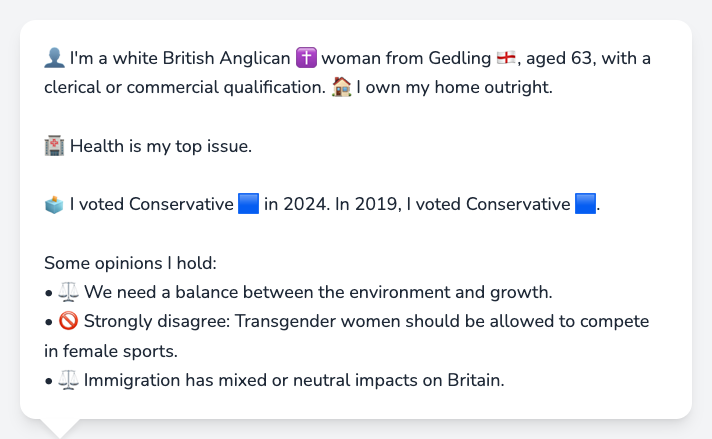 👤 I'm a white British Anglican ✝️ woman from Gedling 🏴󠁧󠁢󠁥󠁮󠁧󠁿, aged 63, with a
clerical or commercial qualification. 🏠 I own my home outright.
🏥 Health is my top issue.
🗳️ I voted Conservative 🟦 in 2024. In 2019, I voted Conservative 🟦.
Some opinions I hold:
• ⚖️ We need a balance between the environment and growth.
• 🚫 Strongly disagree: Transgender women should be allowed to compete
in female sports.
• ⚖️ Immigration has mixed or neutral impacts on Britain.